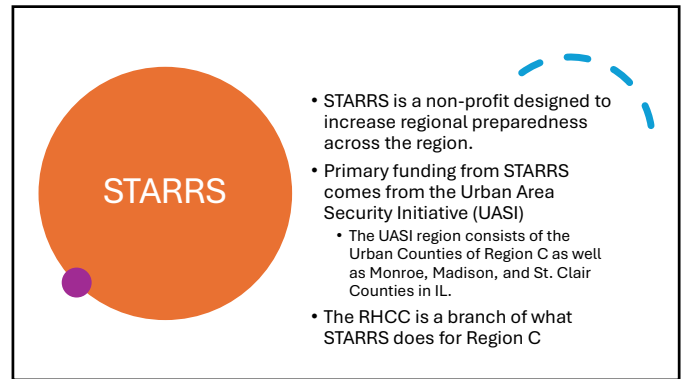 STARRS
• STARRS is a non-profit designed to
increase regional preparedness
across the region.
• Primary funding from STARRS
comes from the Urban Area
Security Initiative (UASI)
• The UASI region consists of the
Urban Counties of Region C as well
as Monroe, Madison, and St. Clair
Counties in IL.
• The RHCC is a branch of what
STARRS does for Region C